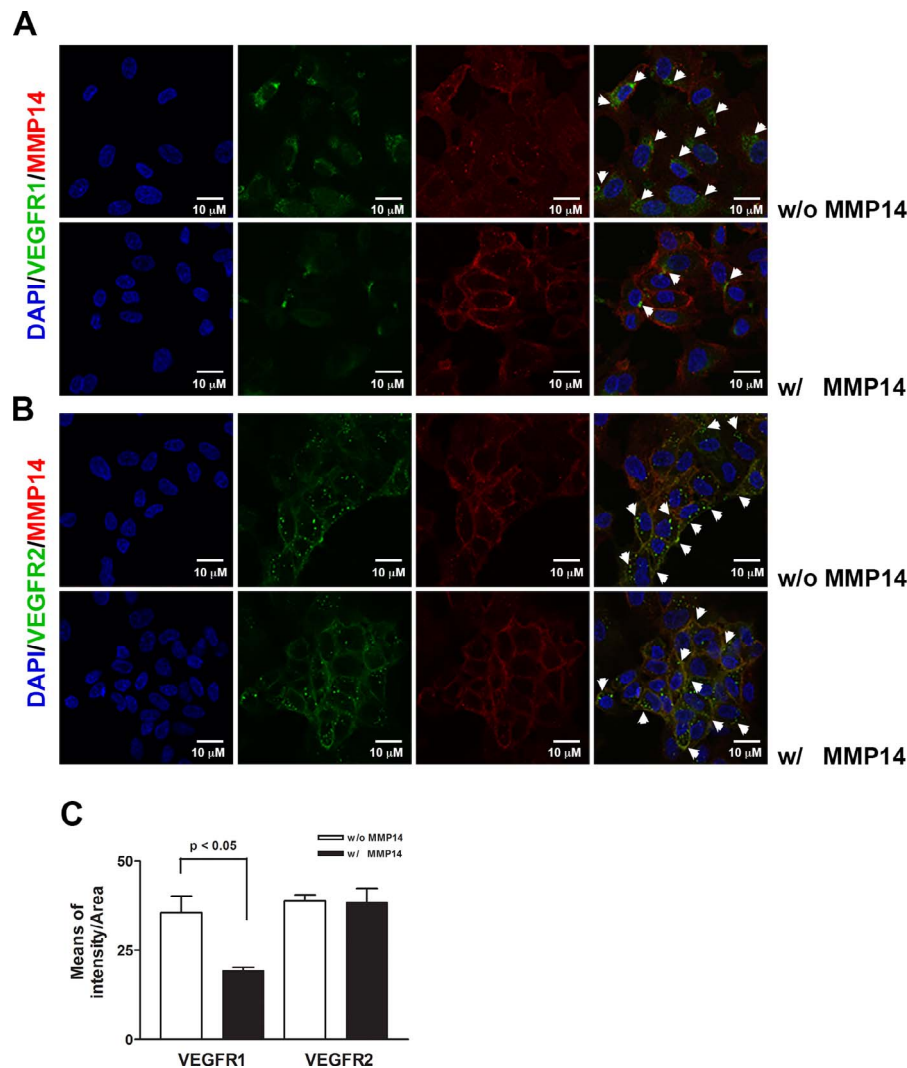 A
DAPI/VEGFR1/MMP14
10 µM
10 µM
10 µM
10 µM
w/o MMP14
10 µM
10 µM
10 µM
10 µM
w/ MMP14
B
DAPI/VEGFR2/MMP14
10 µM
10 µM
10 µM
10 µM
w/o MMP14
10 µM
10 µM
10 µM
10 µM
w/ MMP14
C
w/o MMP14
w/ MMP14
p < 0.05
50
25
0
Means of
intensity/Area
VEGFR1
VEGFR2